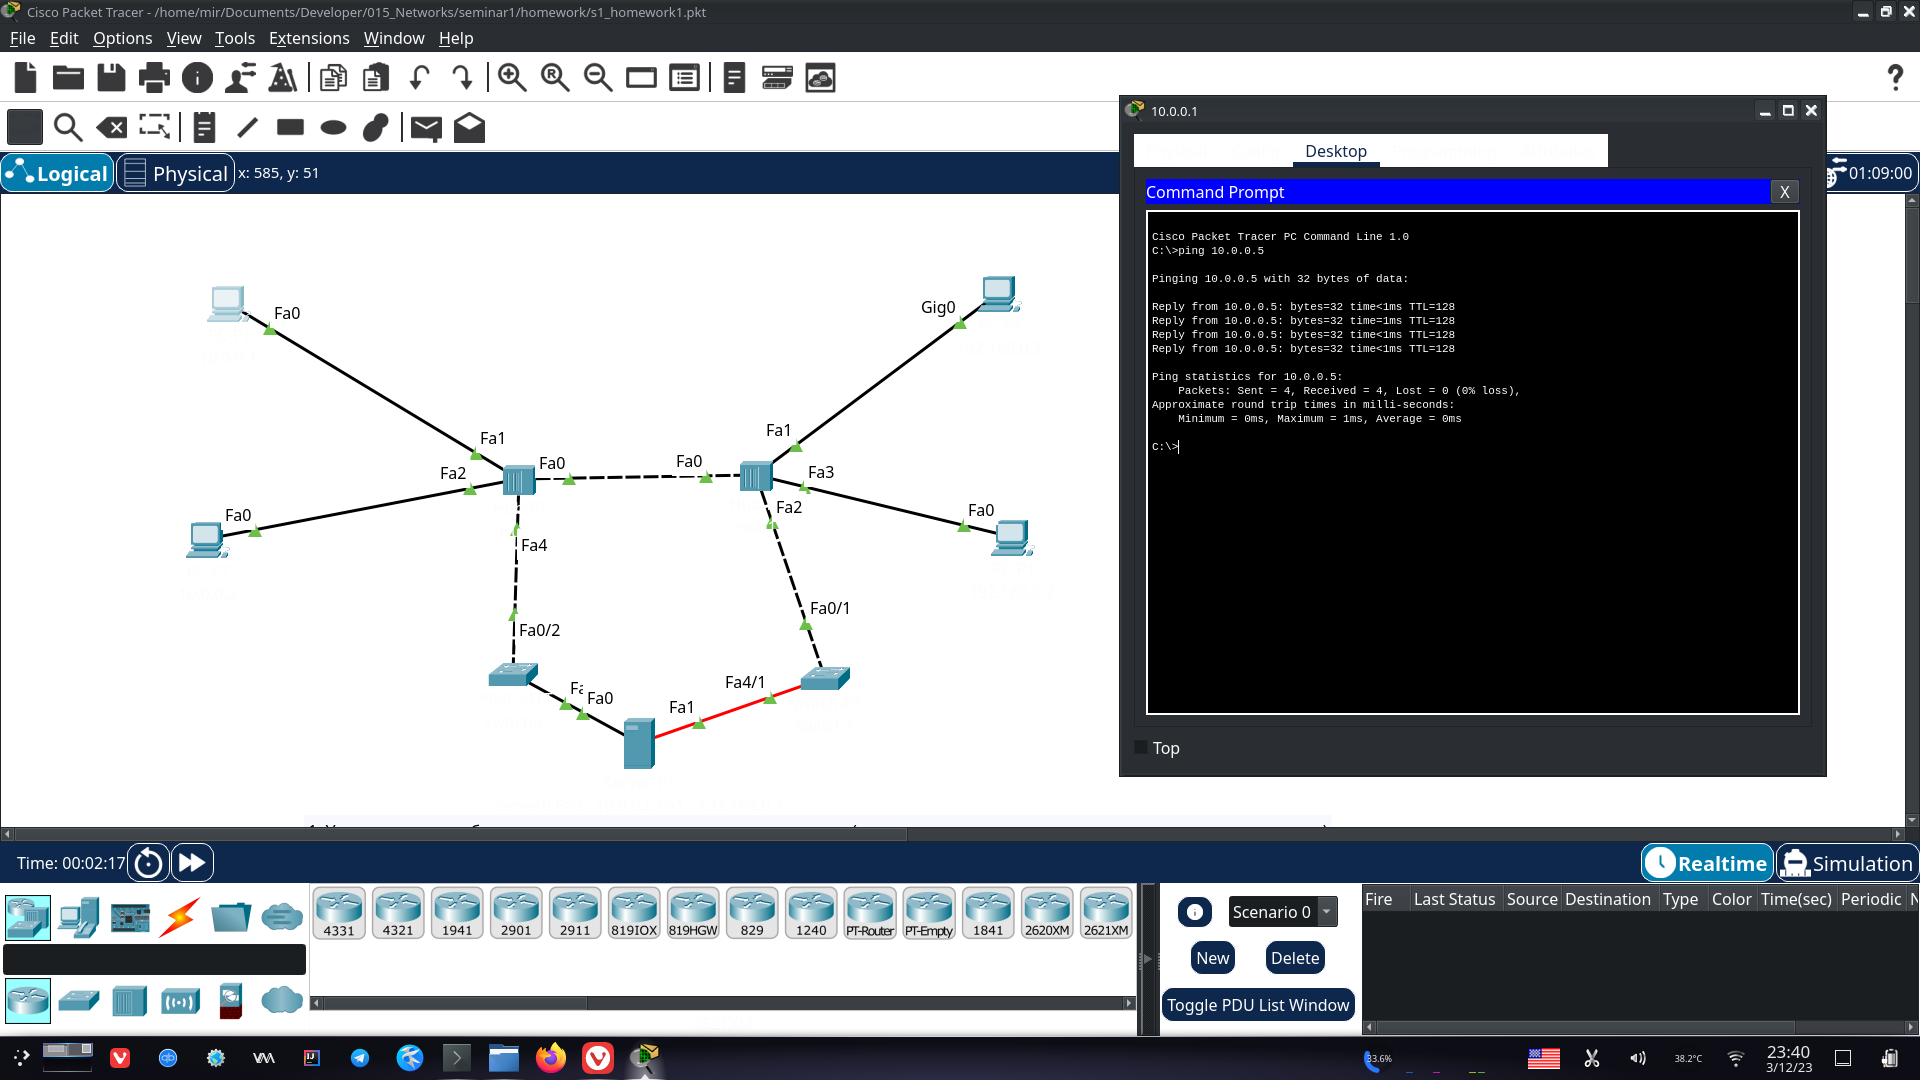 Cisco Packet Tracer - /home/mir/Documents/Developer/015_Networks/seminar1/homework/s1_homework1.pkt
File Edit Options View Tools Extensions Window Help
Logical
Physical
x: 585, y: 51
01:09:00
10.0.0.1
Desktop
Command Prompt
X
Cisco Packet Tracer PC Command Line 1.0
C:\>ping 10.0.0.5
Pinging 10.0.0.5 with 32 bytes of data:
Reply from 10.0.0.5: bytes=32 time<1ms TTL=128
Reply from 10.0.0.5: bytes=32 time=1ms TTL=128
Reply from 10.0.0.5: bytes=32 time<1ms TTL=128
Reply from 10.0.0.5: bytes=32 time<1ms TTL=128
Ping statistics for 10.0.0.5:
Packets: Sent = 4, Received = 4, Lost = 0 (0% loss),
Approximate round trip times in milli-seconds:
Minimum = 0ms, Maximum = 1ms, Average = 0ms
C:\>
Top
Fa0
Gig0
Fa1
Fa1
Fa2
Fa0
Fa0
Fa3
Fa0
Fa2
Fa0
Fa4
Fa0/1
Fa0/2
Fa4/1
Fa0
Fa1
Time: 00:02:17
Realtime
Simulation
4331 4321 1941 2901 2911 819IOX 819HGW 829 1240 PT-Router PT-Empty 1841 2620XM 2621XM
Scenario 0
New
Delete
Toggle PDU List Window
Fire Last Status Source Destination Type Color Time(sec) Periodic
33.6%
38.2°C
23:40
3/12/23